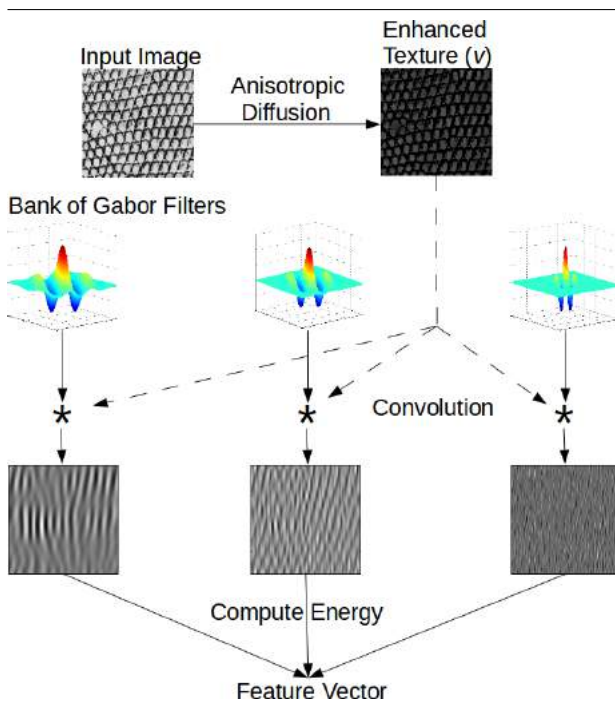 Input Image
Enhanced
Texture (v)
Anisotropic
Diffusion
Bank of Gabor Filters
* * *
Convolution
Compute Energy
Feature Vector